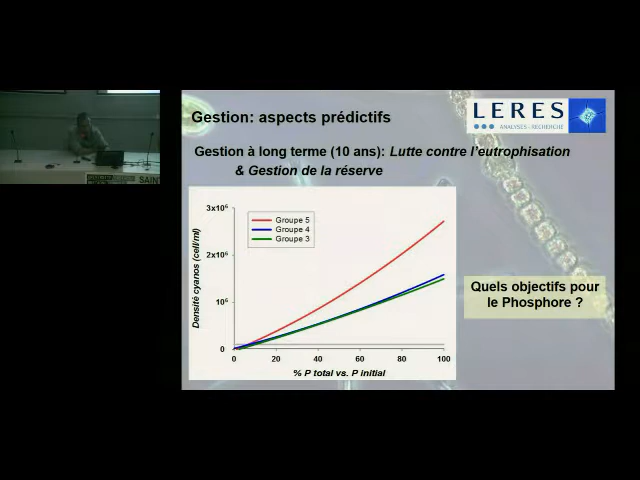 Gestion: aspects prédictifs
LERES
ANALYSES - RECHERCHE
Gestion à long terme (10 ans): Lutte contre l'eutrophisation
& Gestion de la réserve
3x10⁶
2x10⁶
10⁶
0
Densité cyanos (cell/ml)
Groupe 5
Groupe 4
Groupe 3
0 20 40 60 80 100
% P total vs. P initial
Quels objectifs pour
le Phosphore ?
SAINT